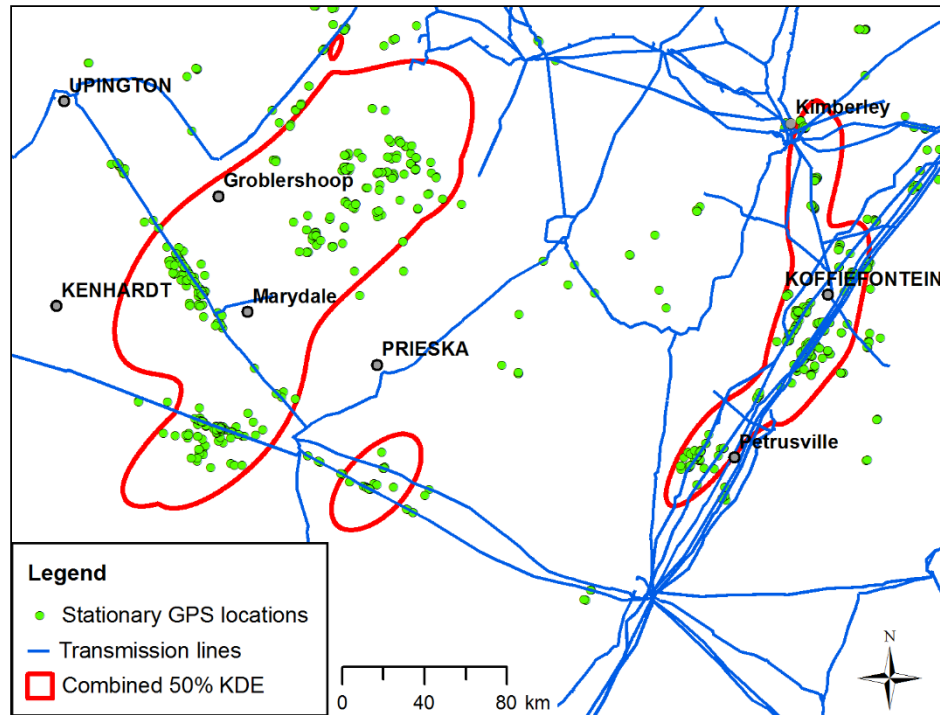 UPINGTON
Kimberley
Groblershoop
KOFFIEFONTEIN
KENHARDT
Marydale
PRIESKA
Petrusville
Legend
Stationary GPS locations
Transmission lines
Combined 50% KDE
0 40 80 km
N